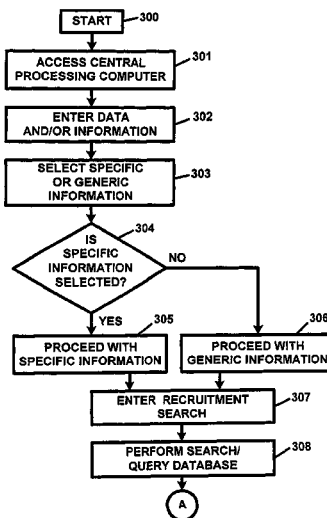 START
300
ACCESS CENTRAL
PROCESSING COMPUTER
301
ENTER DATA
AND/OR INFORMATION
302
SELECT SPECIFIC
OR GENERIC
INFORMATION
303
304
IS
SPECIFIC
INFORMATION
SELECTED?
NO
YES
305
306
PROCEED WITH
SPECIFIC INFORMATION
PROCEED WITH
GENERIC INFORMATION
ENTER RECRUITMENT
SEARCH
307
PERFORM SEARCH/
QUERY DATABASE
308
A